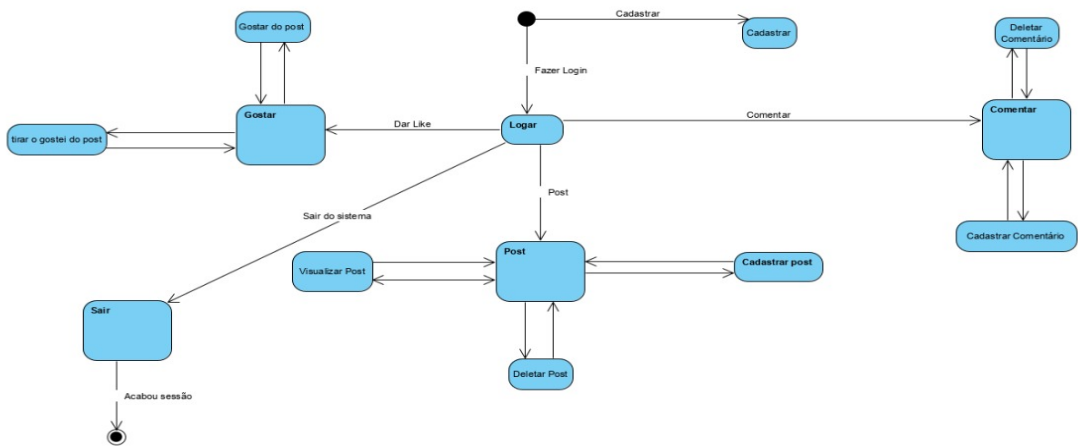 Cadastrar
Gostar do post
Cadastrar
Deletar
Comentário
Fazer Login
Gostar
Comentar
Comentar
Dar Like
Logar
tirar o gostei do post
Post
Sair do sistema
Cadastrar Comentário
Post
Cadastrar post
Visualizar Post
Sair
Deletar Post
Acabou sessão